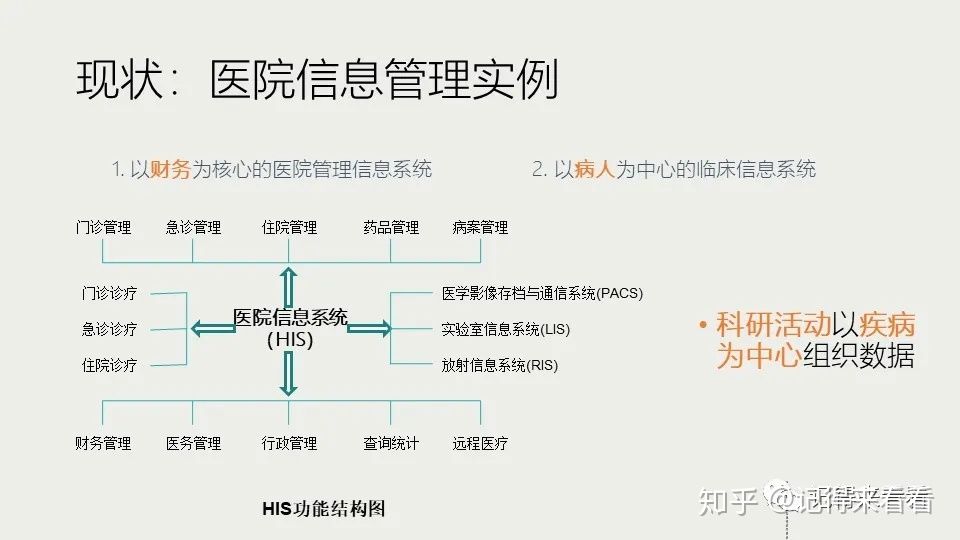 现状：医院信息管理实例
1. 以财务为核心的医院管理信息系统
2. 以病人为中心的临床信息系统
门诊管理 急诊管理 住院管理 药品管理 病案管理
门诊诊疗
急诊诊疗
住院诊疗
医院信息系统
(HIS)
医学影像存档与通信系统(PACS)
实验室信息系统(LIS)
放射信息系统(RIS)
• 科研活动以疾病
为中心组织数据
财务管理 医务管理 行政管理 查询统计 远程医疗
HIS功能结构图
知乎 @记得来看看